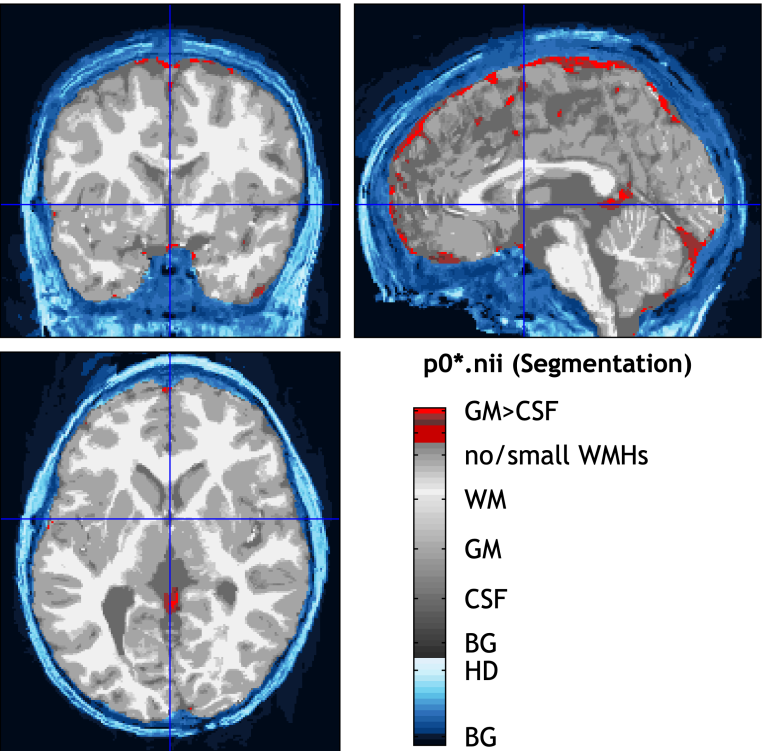 p0*.nii (Segmentation)
GM>CSF
no/small WMHs
WM
GM
CSF
BG
HD
BG